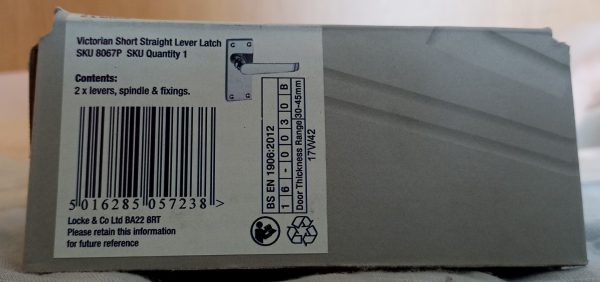 Victorian Short Straight Lever Latch
SKU 8067P SKU Quantity 1
Contents:
2 x levers, spindle & fixings.
5 016285 057238 >
Locke & Co Ltd BA22 8RT
Please retain this information
for future reference
BS EN 1906:2012
1 6 - 0 0 3 0 B
Door Thickness Range 30-45mm
17W42